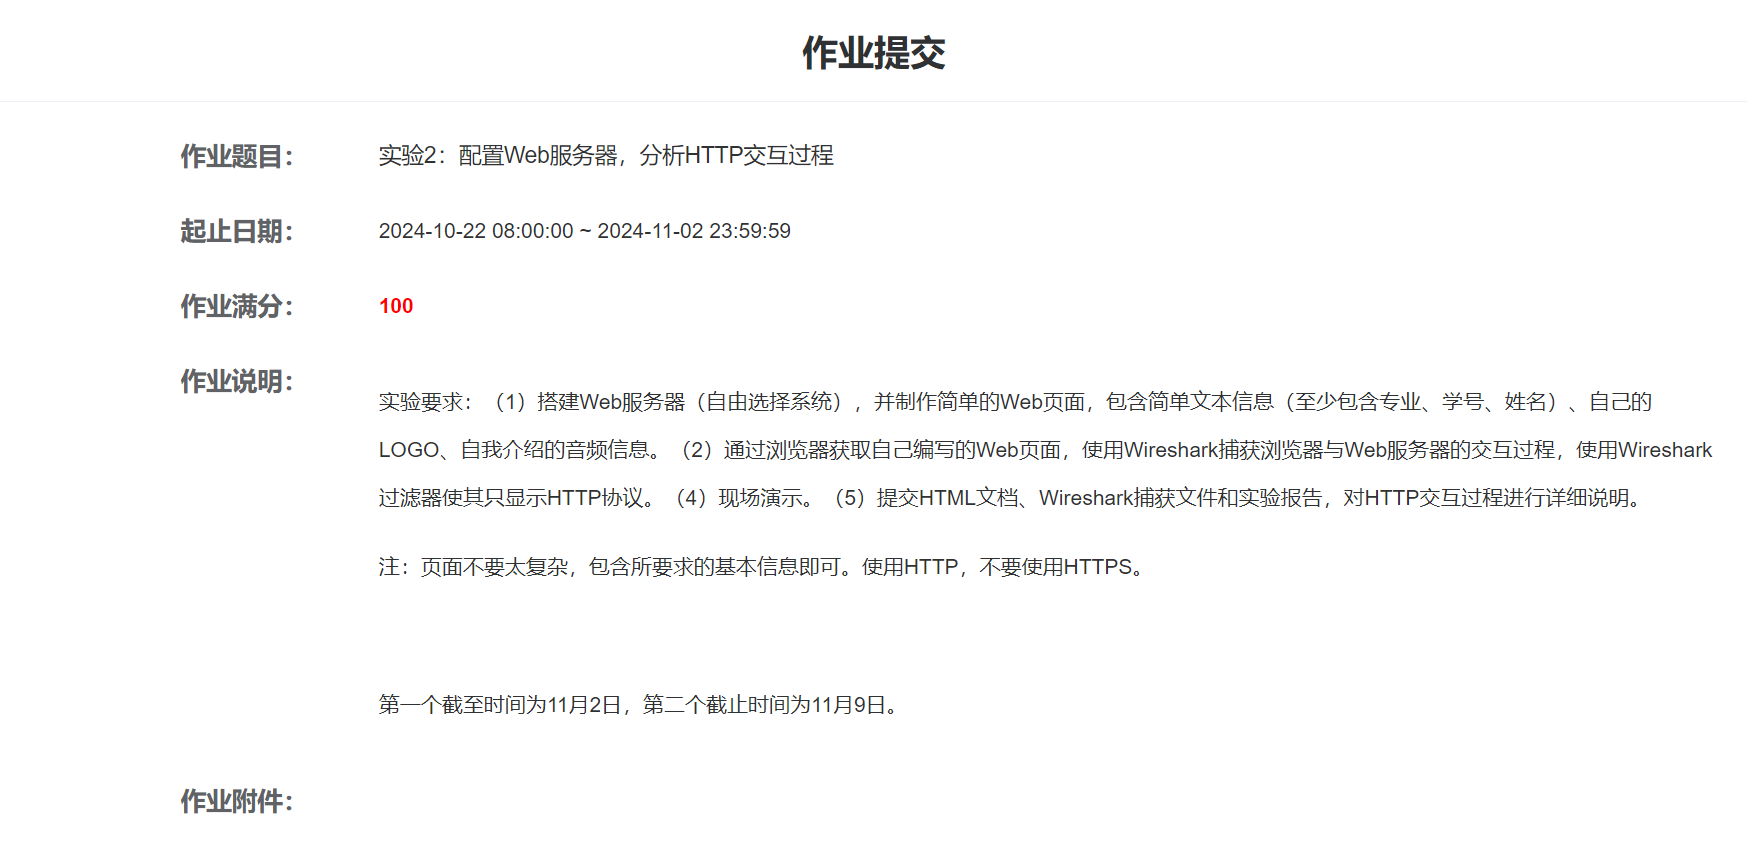 作业提交
作业题目：
实验2：配置Web服务器，分析HTTP交互过程
起止日期：
2024-10-22 08:00:00 ~ 2024-11-02 23:59:59
作业满分：
100
作业说明：
实验要求：（1）搭建Web服务器（自由选择系统），并制作简单的Web页面，包含简单文本信息（至少包含专业、学号、姓名）、自己的
LOGO、自我介绍的音频信息。（2）通过浏览器获取自己编写的Web页面，使用Wireshark捕获浏览器与Web服务器的交互过程，使用Wireshark
过滤器使其只显示HTTP协议。（4）现场演示。（5）提交HTML文档、Wireshark捕获文件和实验报告，对HTTP交互过程进行详细说明。
注：页面不要太复杂，包含所要求的基本信息即可。使用HTTP，不要使用HTTPS。
第一个截至时间为11月2日，第二个截止时间为11月9日。
作业附件：